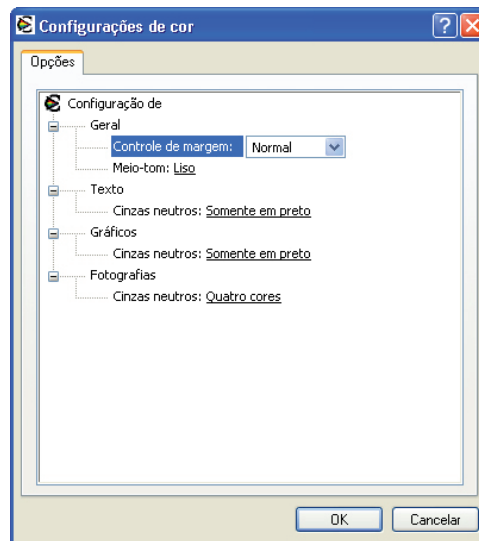 Configurações de cor
Opções
Configuração de
Geral
Controle de margem: Normal
Meio-tom: Liso
Texto
Cinzas neutros: Somente em preto
Gráficos
Cinzas neutros: Somente em preto
Fotografias
Cinzas neutros: Quatro cores
OK Cancelar